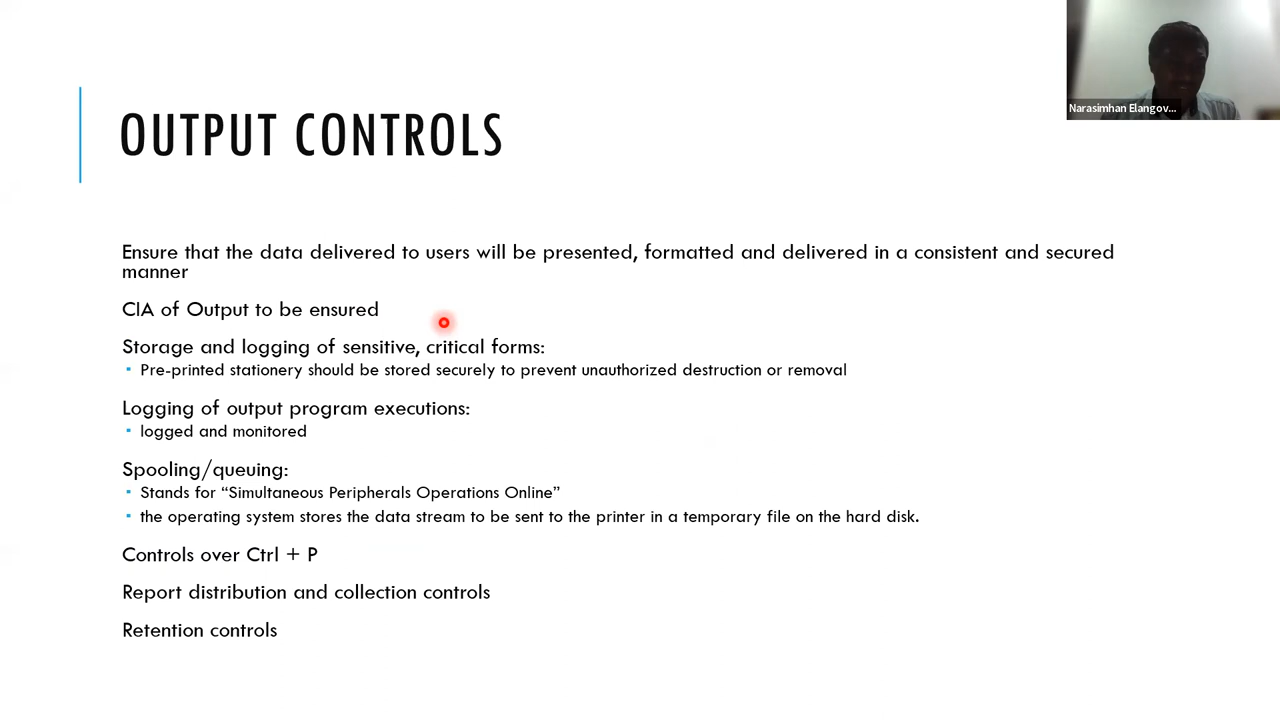 Narasimhan Elangov...
OUTPUT CONTROLS
Ensure that the data delivered to users will be presented, formatted and delivered in a consistent and secured
manner
CIA of Output to be ensured
Storage and logging of sensitive, critical forms:
▪ Pre-printed stationery should be stored securely to prevent unauthorized destruction or removal
Logging of output program executions:
▪ logged and monitored
Spooling/queuing:
▪ Stands for “Simultaneous Peripherals Operations Online”
▪ the operating system stores the data stream to be sent to the printer in a temporary file on the hard disk.
Controls over Ctrl + P
Report distribution and collection controls
Retention controls